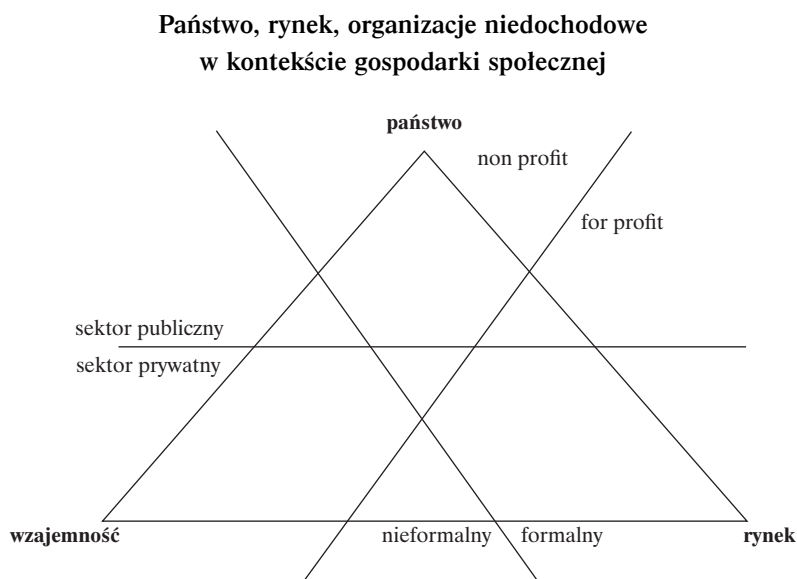 Państwo, rynek, organizacje niedochodowe
w kontekście gospodarki społecznej
państwo
non profit
for profit
sektor publiczny
sektor prywatny
wzajemność
nieformalny
formalny
rynek